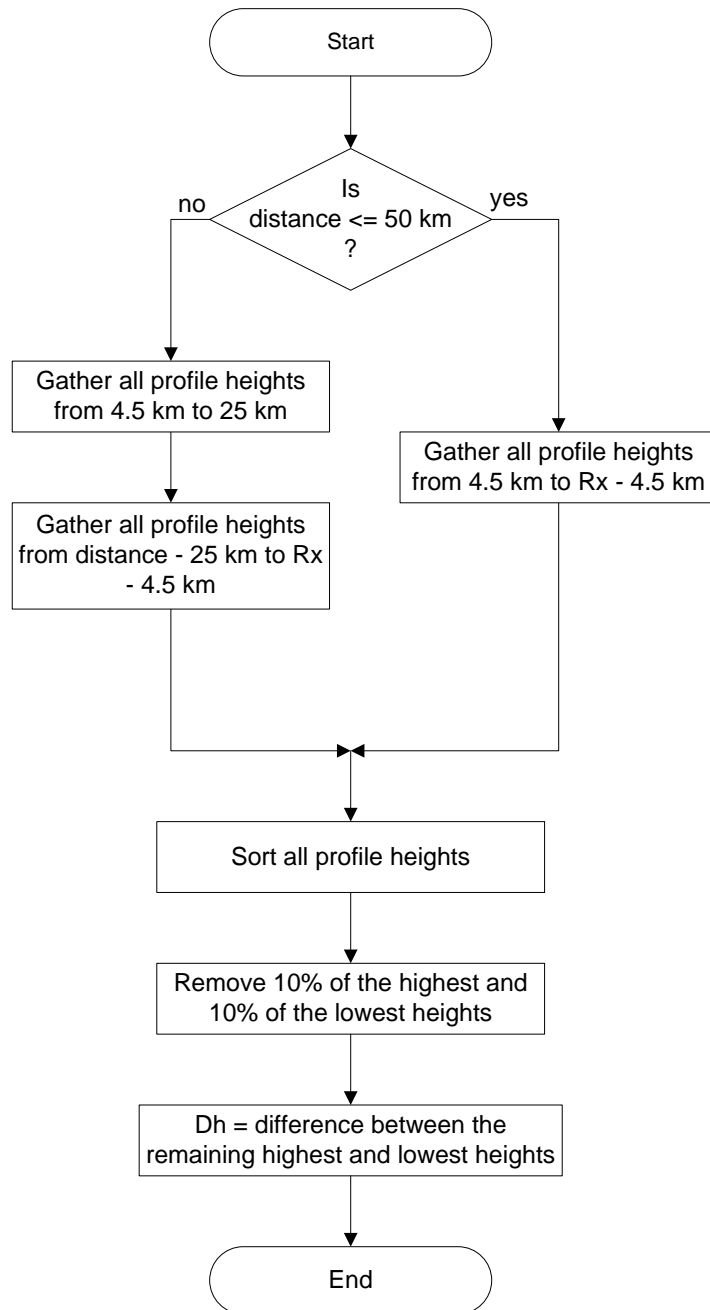 Start
Is
distance <= 50 km
?
no
yes
Gather all profile heights
from 4.5 km to 25 km
Gather all profile heights
from 4.5 km to Rx - 4.5 km
Gather all profile heights
from distance - 25 km to Rx
- 4.5 km
Sort all profile heights
Remove 10% of the highest and
10% of the lowest heights
Dh = difference between the
remaining highest and lowest heights
End